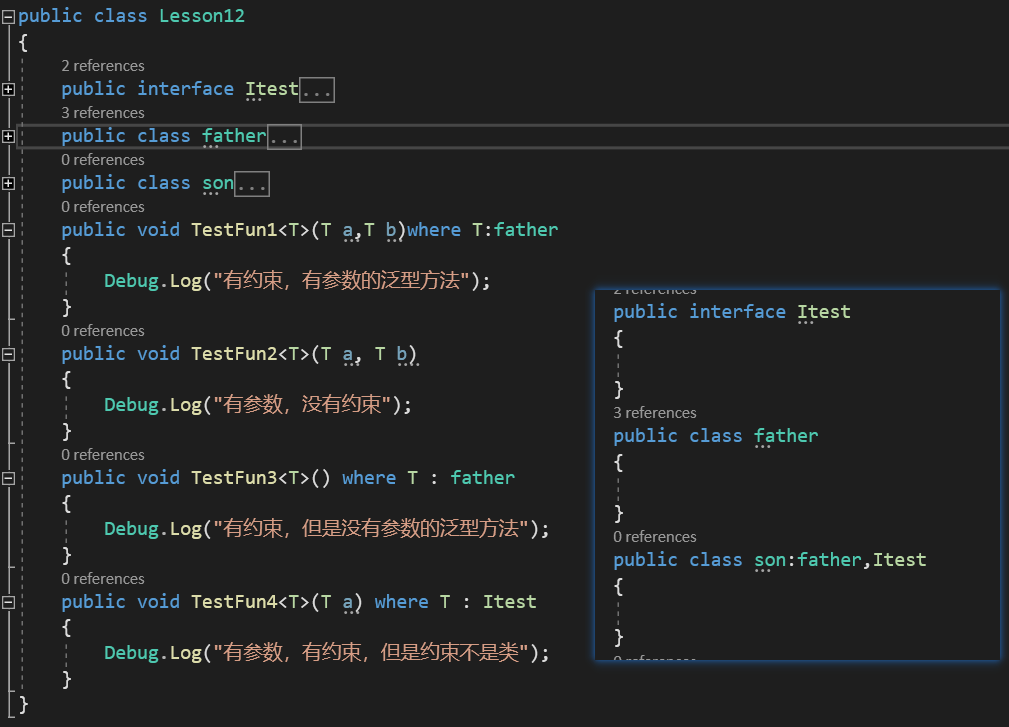 public class Lesson12
{
2 references
public interface Itest...
3 references
public class father...
0 references
public class son...
0 references
public void TestFun1<T>(T a,T b)where T:father
{
Debug.Log("有约束，有参数的泛型方法");
}
0 references
public void TestFun2<T>(T a, T b)
{
Debug.Log("有参数，没有约束");
}
0 references
public void TestFun3<T>() where T : father
{
Debug.Log("有约束，但是没有参数的泛型方法");
}
0 references
public void TestFun4<T>(T a) where T : Itest
{
Debug.Log("有参数，有约束，但是约束不是类");
}
}
2 references
public interface Itest
{
}
3 references
public class father
{
}
0 references
public class son:father,Itest
{
}
0 references